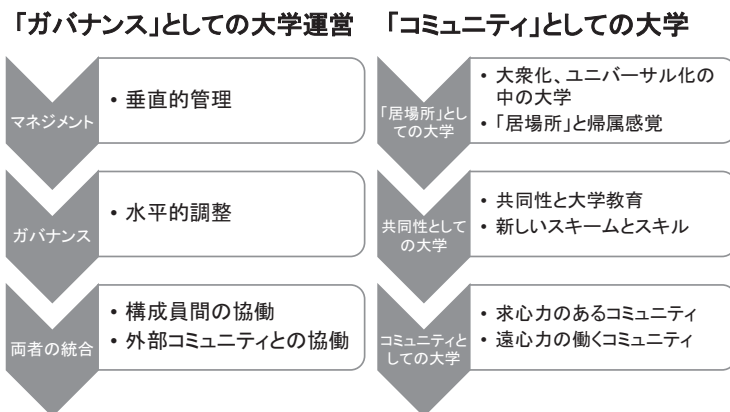 「ガバナンス」としての大学運営
マネジメント
・垂直的管理
ガバナンス
・水平的調整
両者の統合
・構成員間の協働
・外部コミュニティとの協働
「コミュニティ」としての大学
「居場所」とし
ての大学
・大衆化、ユニバーサル化の
中の大学
・「居場所」と帰属感覚
共同性として
の大学
・共同性と大学教育
・新しいスキームとスキル
コミュニティと
しての大学
・求心力のあるコミュニティ
・遠心力の働くコミュニティ